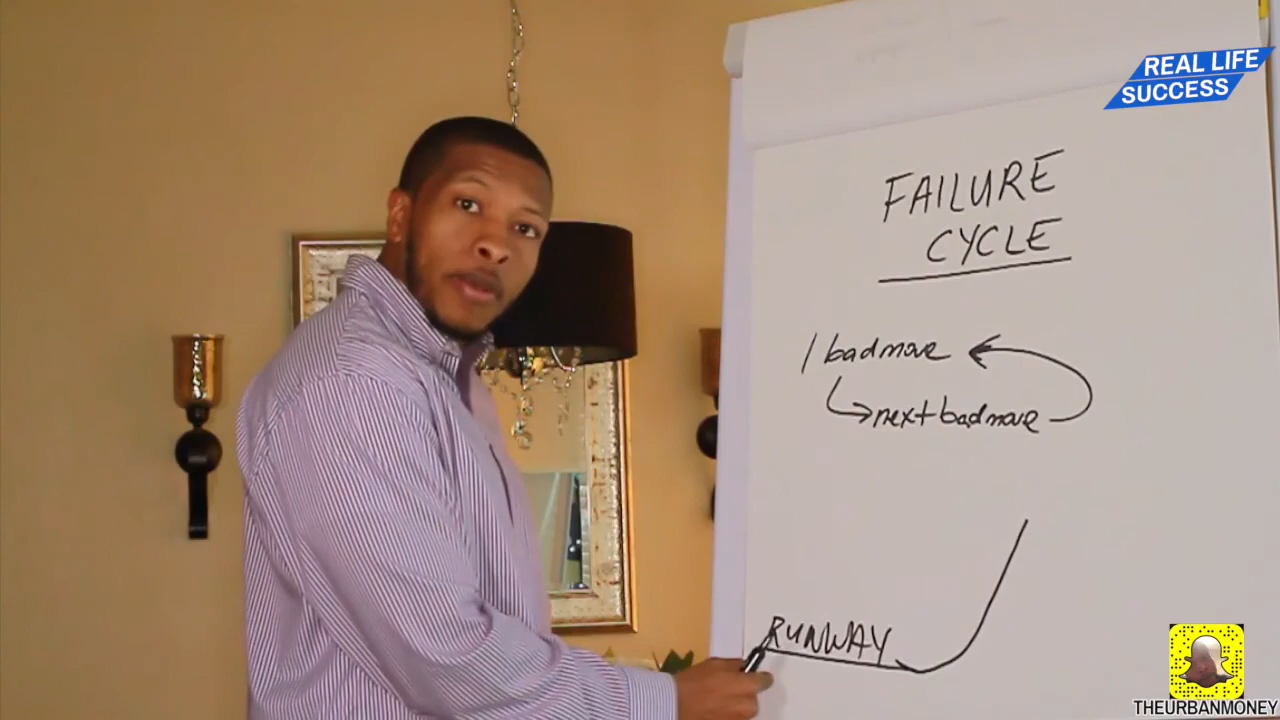 REAL LIFE
SUCCESS
FAILURE
CYCLE
1 bad move
next bad move
RUNWAY
THEURBANMONEY